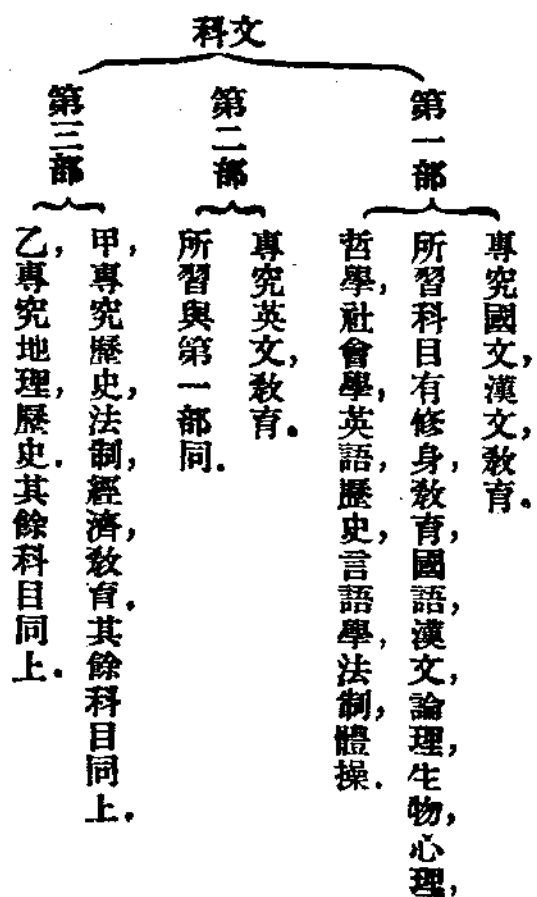 文科
第一部
專究國文,漢文,敎育。
所習科目有修身,敎育國語,漢文,論理,生物,心理,
哲學,社會學,英語,歷史言語學,法制,體操.
第二部
專究英文,敎育.
所習與第一部同.
第三部
甲,專究歷史,法制,經濟敎育,其餘科目同上.
乙,專究地理,歷史.其餘科目同上.